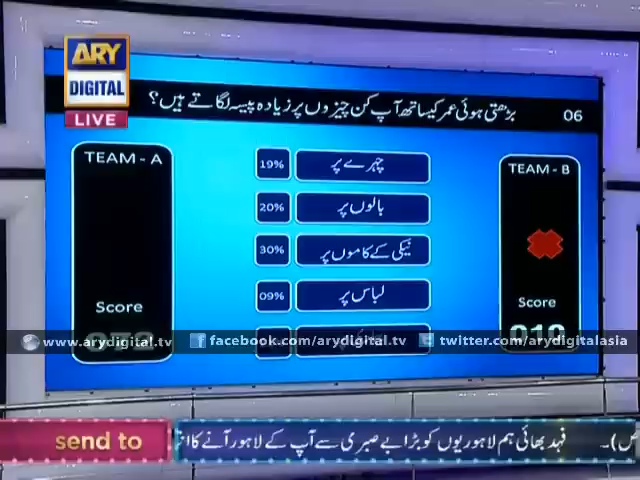 ARY
DIGITAL
LIVE
بڑھتی ہوئی عمر کیساتھ آپ کن چیزوں پر زیادہ پیسہ لگاتے ہیں؟
06
TEAM - A
Score
19% چہرے پر
20% بالوں پر
30% نیکی کے کاموں پر
09% لباس پر
TEAM - B
Score
010
www.arydigital.tv
facebook.com/arydigital.tv
twitter.com/arydigitalasia
send to
فہد بھائی ہم لاہوریوں کو بڑا بے صبری سے آپ کے لاہور آنے کا